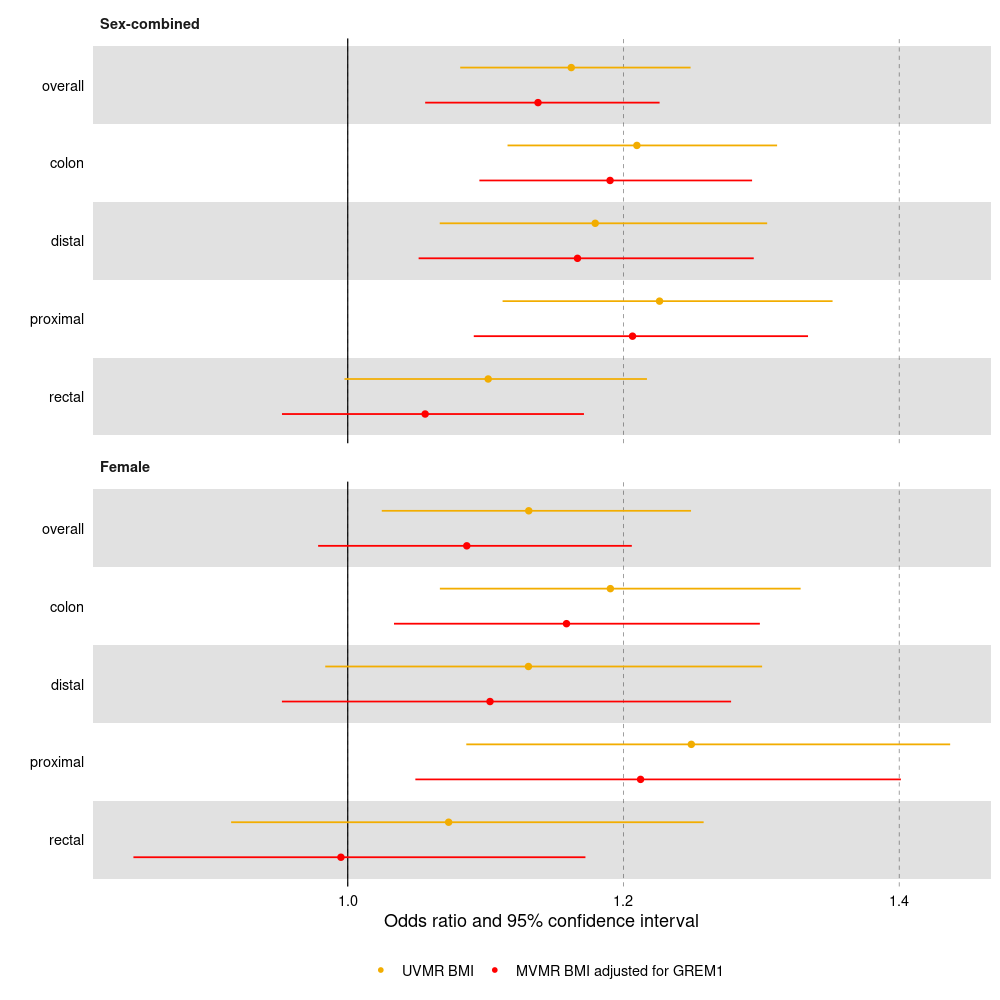 Sex-combined
overall
colon
distal
proximal
rectal
Female
overall
colon
distal
proximal
rectal
1.0 1.2 1.4
Odds ratio and 95% confidence interval
UVMR BMI MVMR BMI adjusted for GREM1